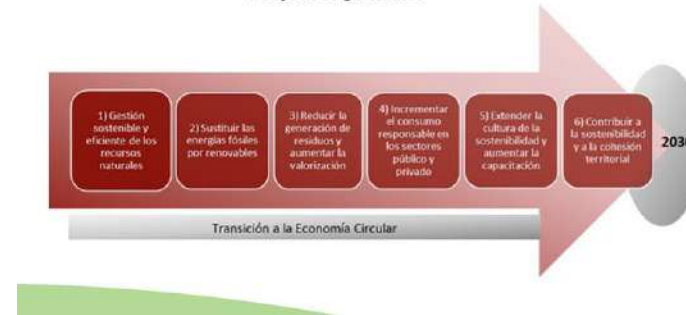 1) Gestión
sostenible y
eficiente de los
recursos
naturales
2) Sustituir las
energías fósiles
por renovables
3) Reducir la
generación de
residuos y
aumentar la
valorización
4) Incrementar
el consumo
responsable en
los sectores
público y
privado
5) Extender la
cultura de la
sostenibilidad y
aumentar la
capacitación
6) Contribuir a
la sostenibilidad
y a la cohesión
territorial
2030
Transición a la Economía Circular